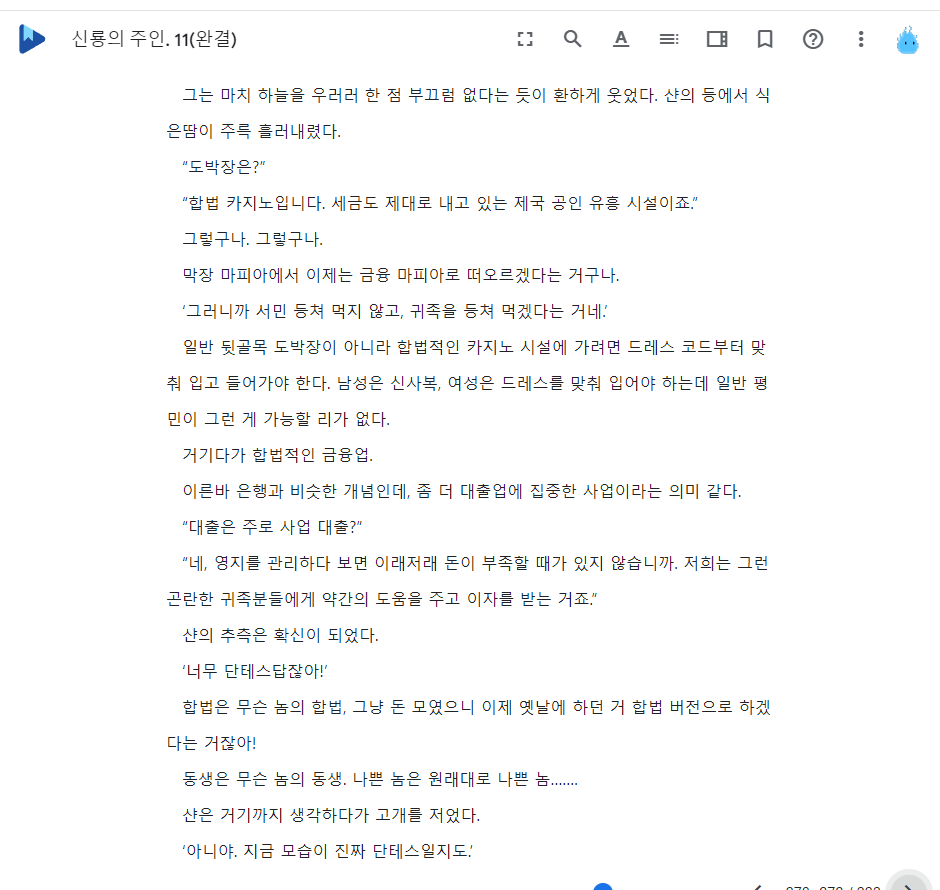 신룡의 주인. 11(완결)
그는 마치 하늘을 우러러 한 점 부끄럼 없다는 듯이 환하게 웃었다. 샨의 등에서 식
은땀이 주륵 흘러내렸다.
“도박장은?”
“합법 카지노입니다. 세금도 제대로 내고 있는 제국 공인 유흥 시설이죠.”
그렇구나. 그렇구나.
막장 마피아에서 이제는 금융 마피아로 떠오르겠다는 거구나.
‘그러니까 서민 등쳐 먹지 않고, 귀족을 등쳐 먹겠다는 거네.’
일반 뒷골목 도박장이 아니라 합법적인 카지노 시설에 가려면 드레스 코드부터 맞
춰 입고 들어가야 한다. 남성은 신사복, 여성은 드레스를 맞춰 입어야 하는데 일반 평
민이 그런 게 가능할 리가 없다.
거기다가 합법적인 금융업.
이른바 은행과 비슷한 개념인데, 좀 더 대출업에 집중한 사업이라는 의미 같다.
“대출은 주로 사업 대출?”
“네, 영지를 관리하다 보면 이래저래 돈이 부족할 때가 있지 않습니까. 저희는 그런
곤란한 귀족분들에게 약간의 도움을 주고 이자를 받는 거죠.”
샨의 추측은 확신이 되었다.
‘너무 단테스답잖아!’
합법은 무슨 놈의 합법, 그냥 돈 모였으니 이제 옛날에 하던 거 합법 버전으로 하겠
다는 거잖아!
동생은 무슨 놈의 동생. 나쁜 놈은 원래대로 나쁜 놈…….
샨은 거기까지 생각하다가 고개를 저었다.
‘아니야. 지금 모습이 진짜 단테스일지도.’